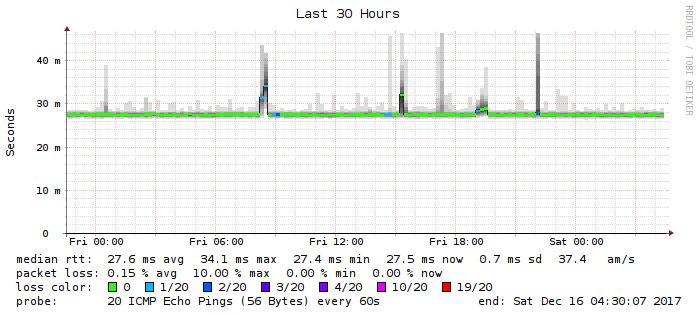 Last 30 Hours
RRDTOOL / TOBI OETIKER
Seconds
40 m
30 m
20 m
10 m
0
Fri 00:00 Fri 06:00 Fri 12:00 Fri 18:00 Sat 00:00
median rtt: 27.6 ms avg 34.1 ms max 27.4 ms min 27.5 ms now 0.7 ms sd 37.4 am/s
packet loss: 0.15 % avg 10.00 % max 0.00 % min 0.00 % now
loss color: 0 1/20 2/20 3/20 4/20 10/20 19/20
probe: 20 ICMP Echo Pings (56 Bytes) every 60s end: Sat Dec 16 04:30:07 2017